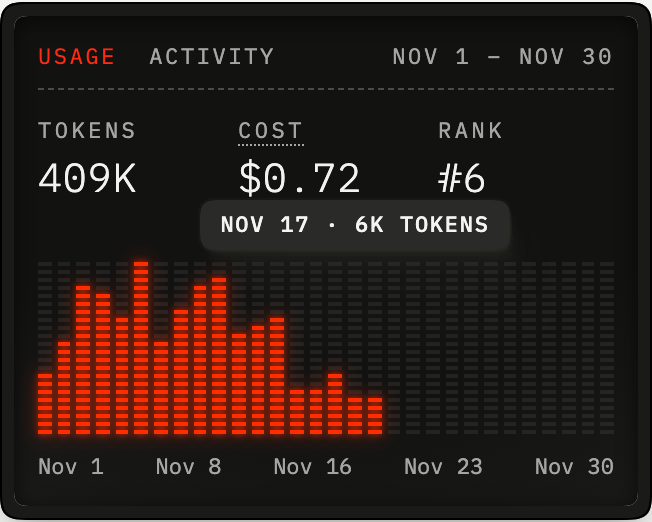 USAGE ACTIVITY NOV 1 – NOV 30
TOKENS COST RANK
409K $0.72 #6
NOV 17 · 6K TOKENS
Nov 1 Nov 8 Nov 16 Nov 23 Nov 30